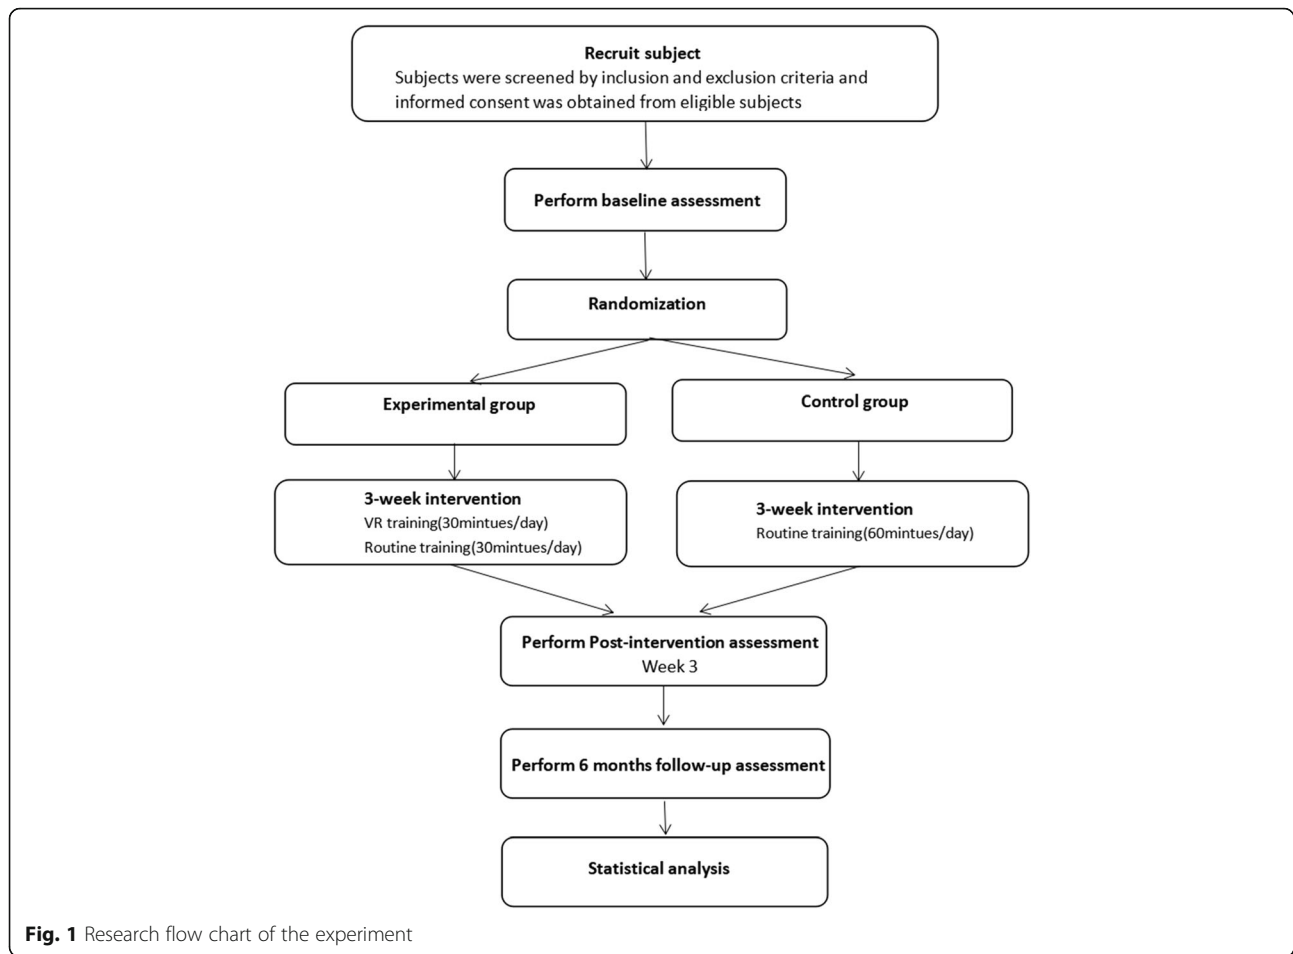 Recruit subject
Subjects were screened by inclusion and exclusion criteria and
informed consent was obtained from eligible subjects
Perform baseline assessment
Randomization
Experimental group
Control group
3-week intervention
VR training(30mintues/day)
Routine training(30mintues/day)
3-week intervention
Routine training(60mintues/day)
Perform Post-intervention assessment
Week 3
Perform 6 months follow-up assessment
Statistical analysis
Fig. 1 Research flow chart of the experiment